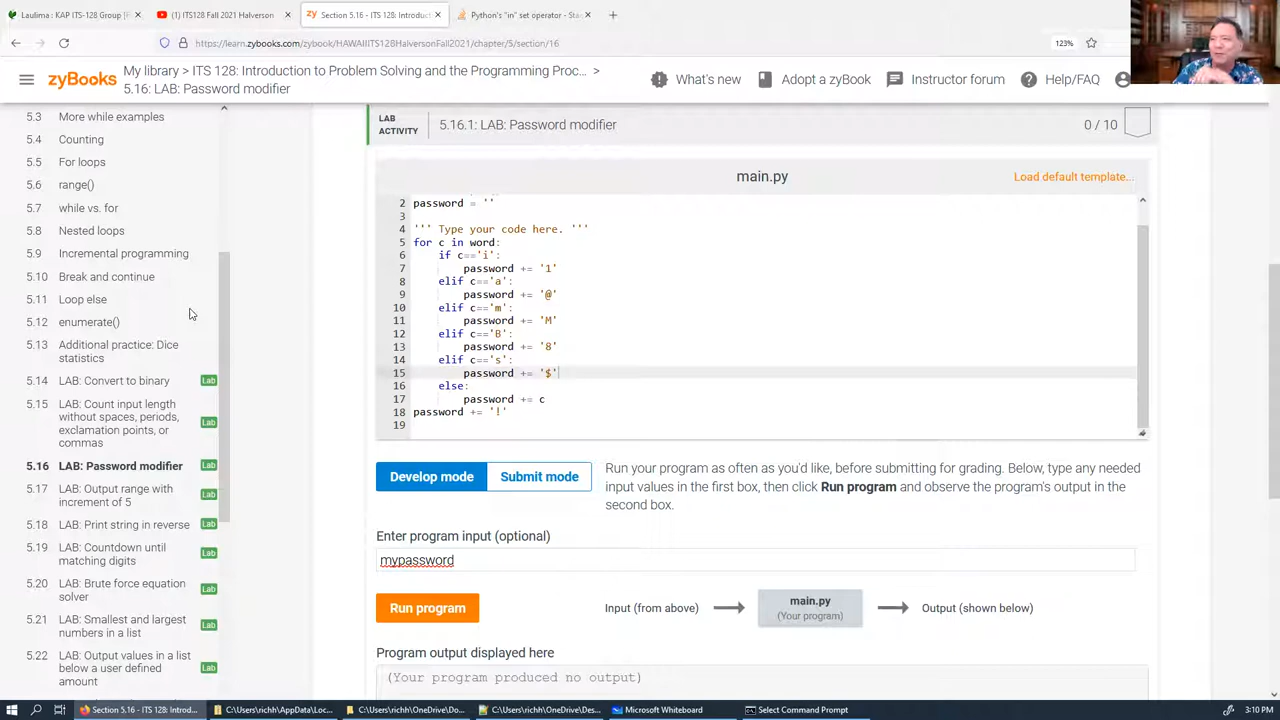 Laulima : KAP ITS-128 Group [
(1) ITS128 Fall 2021 Halverson
zy Section 5.16 - ITS 128: Introduct
Python's "in" set operator - Sta
https://learn.zybooks.com/zybook/HAWAIIITS128HalversonFall2021/chapter/5/section/16
123%
zyBooks
My library > ITS 128: Introduction to Problem Solving and the Programming Proc... >
5.16: LAB: Password modifier
What's new
Adopt a zyBook
Instructor forum
Help/FAQ
5.3 More while examples
5.4 Counting
5.5 For loops
5.6 range()
5.7 while vs. for
5.8 Nested loops
5.9 Incremental programming
5.10 Break and continue
5.11 Loop else
5.12 enumerate()
5.13 Additional practice: Dice
statistics
5.14 LAB: Convert to binary Lab
5.15 LAB: Count input length
without spaces, periods,
exclamation points, or
commas Lab
5.16 LAB: Password modifier Lab
5.17 LAB: Output range with
increment of 5 Lab
5.18 LAB: Print string in reverse Lab
5.19 LAB: Countdown until
matching digits Lab
5.20 LAB: Brute force equation
solver Lab
5.21 LAB: Smallest and largest
numbers in a list Lab
5.22 LAB: Output values in a list
below a user defined
amount Lab
LAB
ACTIVITY
5.16.1: LAB: Password modifier
0 / 10
main.py
Load default template...
2 password = ''
3
4 ''' Type your code here. '''
5 for c in word:
6 if c=='i':
7 password += '1'
8 elif c=='a':
9 password += '@'
10 elif c=='m':
11 password += 'M'
12 elif c=='B':
13 password += '8'
14 elif c=='s':
15 password += '$'
16 else:
17 password += c
18 password += '!'
19
Develop mode
Submit mode
Run your program as often as you'd like, before submitting for grading. Below, type any needed
input values in the first box, then click Run program and observe the program's output in the
second box.
Enter program input (optional)
mypassword
Run program
Input (from above)
main.py
(Your program)
Output (shown below)
Program output displayed here
(Your program produced no output)
Section 5.16 - ITS 128: Introd...
C:\Users\richh\AppData\Loc...
C:\Users\richh\OneDrive\Do...
C:\Users\richh\OneDrive\Des...
Microsoft Whiteboard
Select Command Prompt
3:10 PM